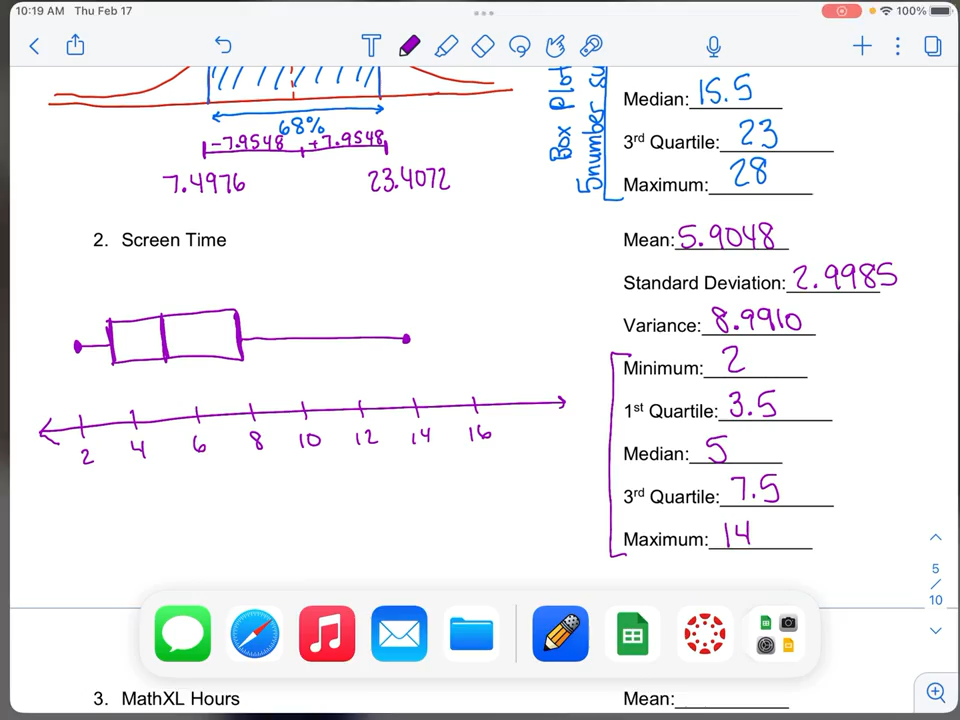 10:19 AM Thu Feb 17
100%
T
68%
-7.9548 +7.9548
7.4976
23.4072
Box Plot
5number su
Median: 15.5
3rd Quartile: 23
Maximum: 28
2. Screen Time
Mean: 5.9048
Standard Deviation: 2.9985
Variance: 8.9910
Minimum: 2
1st Quartile: 3.5
Median: 5
3rd Quartile: 7.5
Maximum: 14
2 4 6 8 10 12 14 16
5
/
10
3. MathXL Hours
Mean: